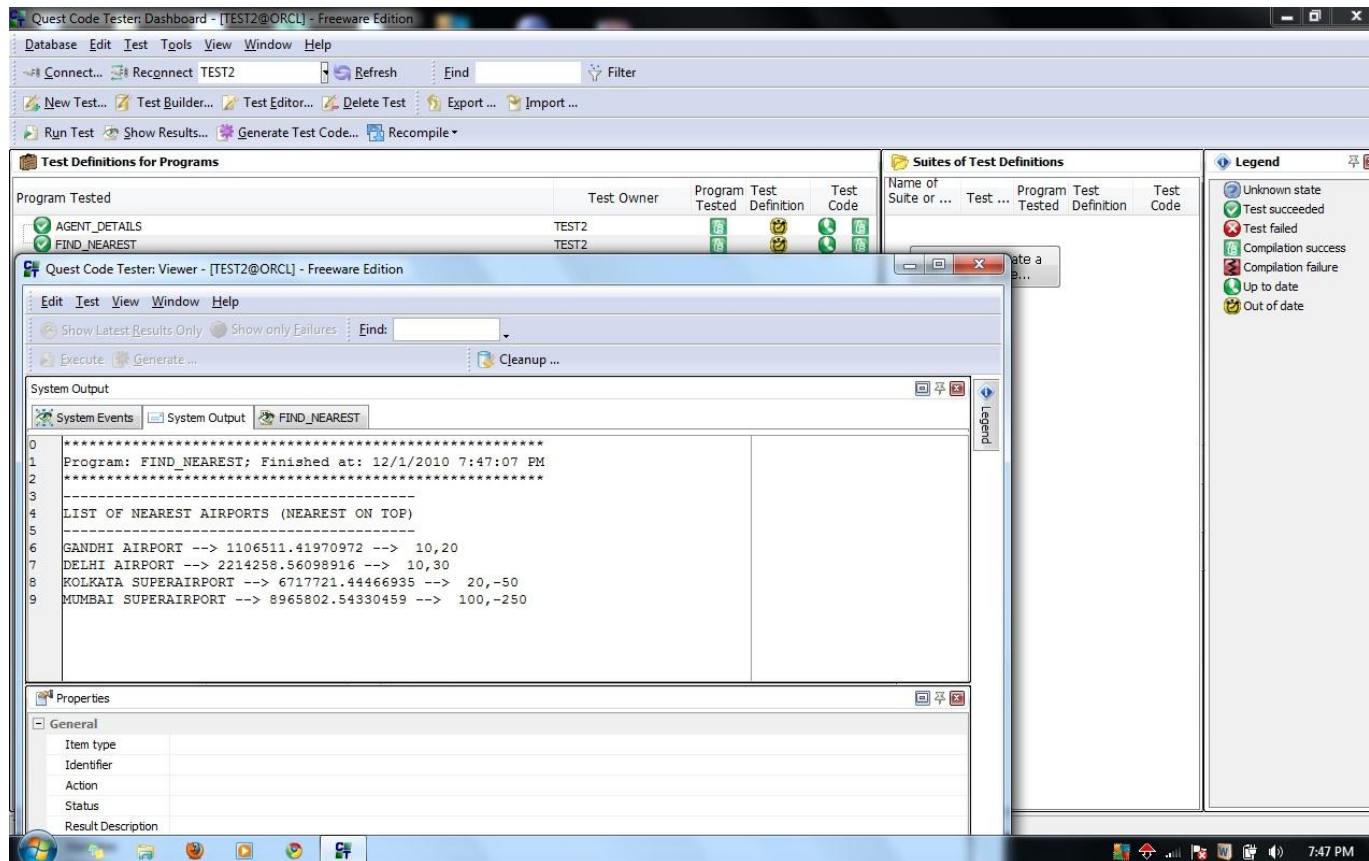 Quest Code Tester: Dashboard - [TEST2@ORCL] - Freeware Edition
Database Edit Test Tools View Window Help
Connect... Reconnect TEST2 Refresh Find Filter
New Test... Test Builder... Test Editor... Delete Test Export ... Import ...
Run Test Show Results... Generate Test Code... Recompile
Test Definitions for Programs
Program Tested Test Owner Program Tested Test Definition Test Code
AGENT_DETAILS TEST2
FIND_NEAREST TEST2
Suites of Test Definitions
Name of Suite or ... Test ... Program Tested Test Definition Test Code
ate a
Legend
Unknown state
Test succeeded
Test failed
Compilation success
Compilation failure
Up to date
Out of date
Quest Code Tester: Viewer - [TEST2@ORCL] - Freeware Edition
Edit Test View Window Help
Show Latest Results Only Show only Failures Find:
Execute Generate ... Cleanup ...
System Output
System Events System Output FIND_NEAREST
Legend
0 ********************************************************
1 Program: FIND_NEAREST; Finished at: 12/1/2010 7:47:07 PM
2 ********************************************************
3 -----------------------------------------
4 LIST OF NEAREST AIRPORTS (NEAREST ON TOP)
5 -----------------------------------------
6 GANDHI AIRPORT --> 1106511.41970972 --> 10,20
7 DELHI AIRPORT --> 2214258.56098916 --> 10,30
8 KOLKATA SUPERAIRPORT --> 6717721.44466935 --> 20,-50
9 MUMBAI SUPERAIRPORT --> 8965802.54330459 --> 100,-250
Properties
General
Item type
Identifier
Action
Status
Result Description
7:47 PM